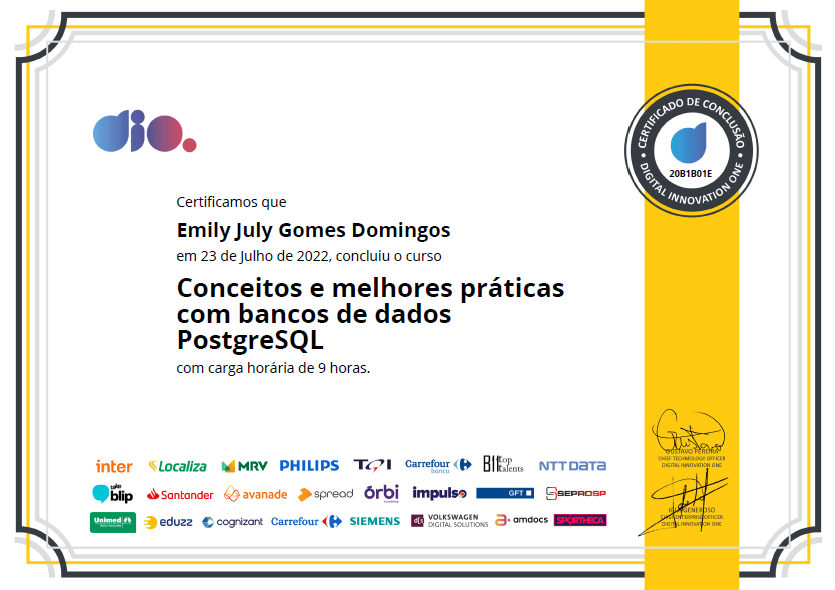 dio.
CERTIFICADO DE CONCLUSÃO
20B1B01E
DIGITAL INNOVATION ONE
Certificamos que
Emily July Gomes Domingos
em 23 de Julho de 2022, concluiu o curso
Conceitos e melhores práticas
com bancos de dados
PostgreSQL
com carga horária de 9 horas.
inter Localiza MRV PHILIPS TQI Carrefour banco BIT top talents NTT DATA
take blip Santander avanade spread órbi impulso GFT SEPROSP
Unimed eduzz cognizant Carrefour SIEMENS VOLKSWAGEN DIGITAL SOLUTIONS amdocs SPORTHECA
GUSTAVO PEREIRA
CHIEF TECHNOLOGY OFFICER
DIGITAL INNOVATION ONE
GENEROSO
OFFICER
DIGITAL INNOVATION ONE